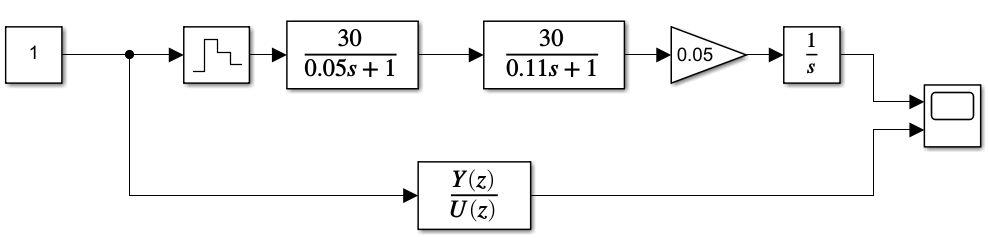 1
30
0.05s + 1
30
0.11s + 1
0.05
1
s
Y(z)
U(z)